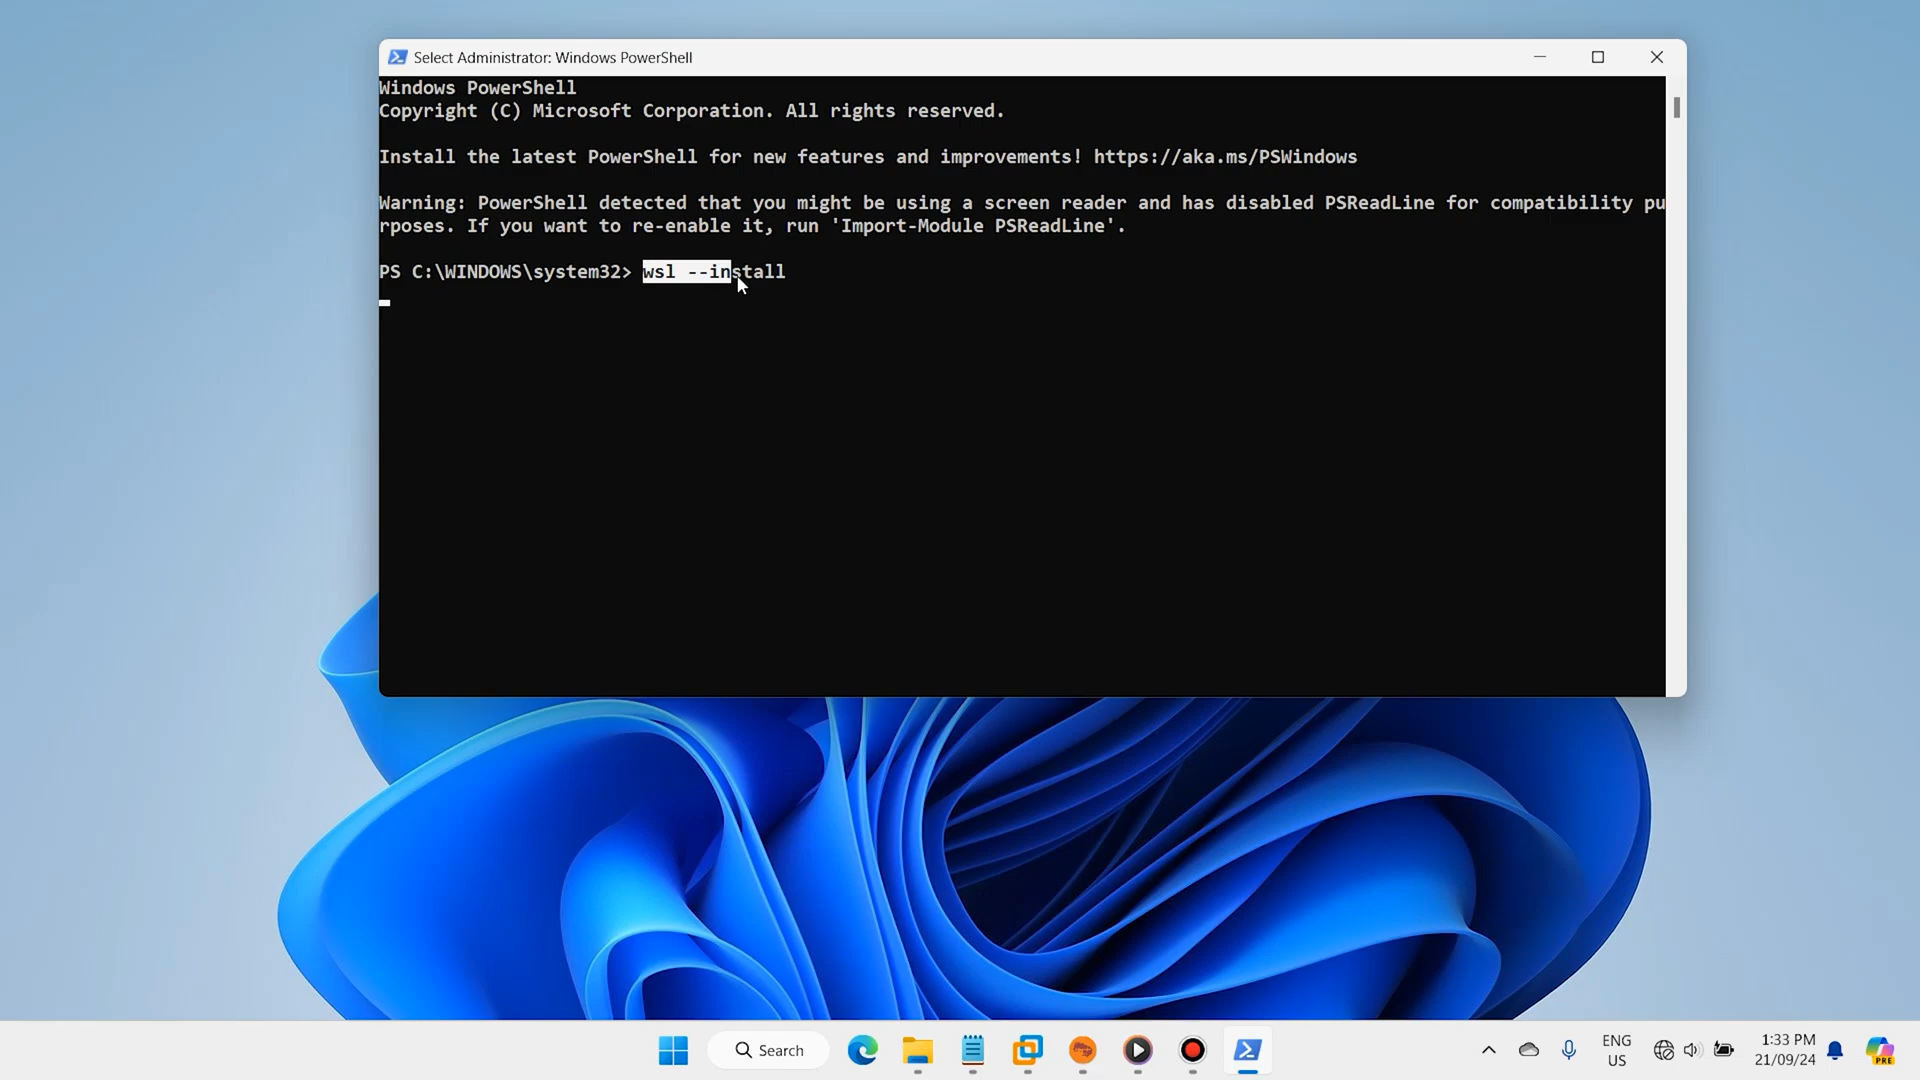 Select Administrator: Windows PowerShell
Windows PowerShell
Copyright (C) Microsoft Corporation. All rights reserved.
Install the latest PowerShell for new features and improvements! https://aka.ms/PSWindows
Warning: PowerShell detected that you might be using a screen reader and has disabled PSReadLine for compatibility pu
rposes. If you want to re-enable it, run 'Import-Module PSReadLine'.
PS C:\WINDOWS\system32> wsl --install
Search
ENG
US
1:33 PM
21/09/24
PRE